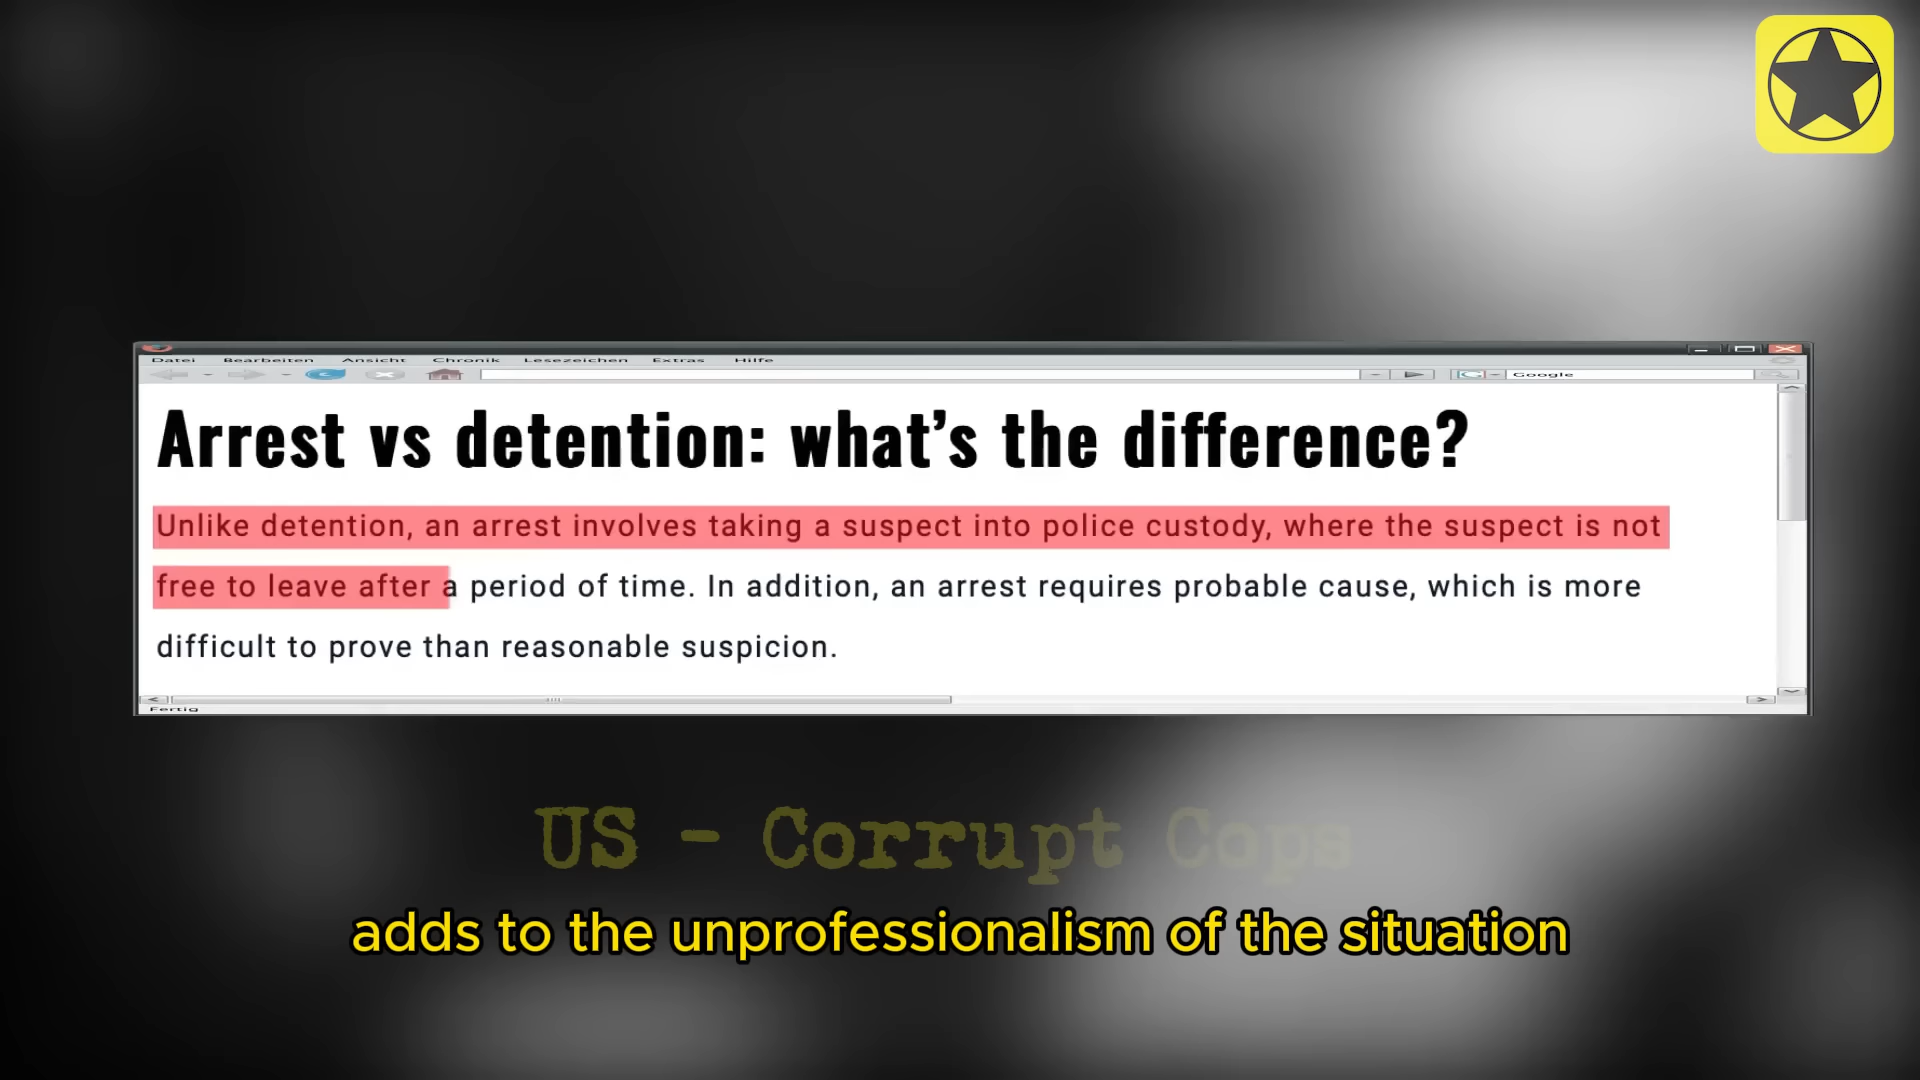 Datei Bearbeiten Ansicht Chronik Lesezeichen Extras Hilfe
Google
Arrest vs detention: what’s the difference?
Unlike detention, an arrest involves taking a suspect into police custody, where the suspect is not
free to leave after a period of time. In addition, an arrest requires probable cause, which is more
difficult to prove than reasonable suspicion.
Fertig
US - Corrupt Cops
adds to the unprofessionalism of the situation